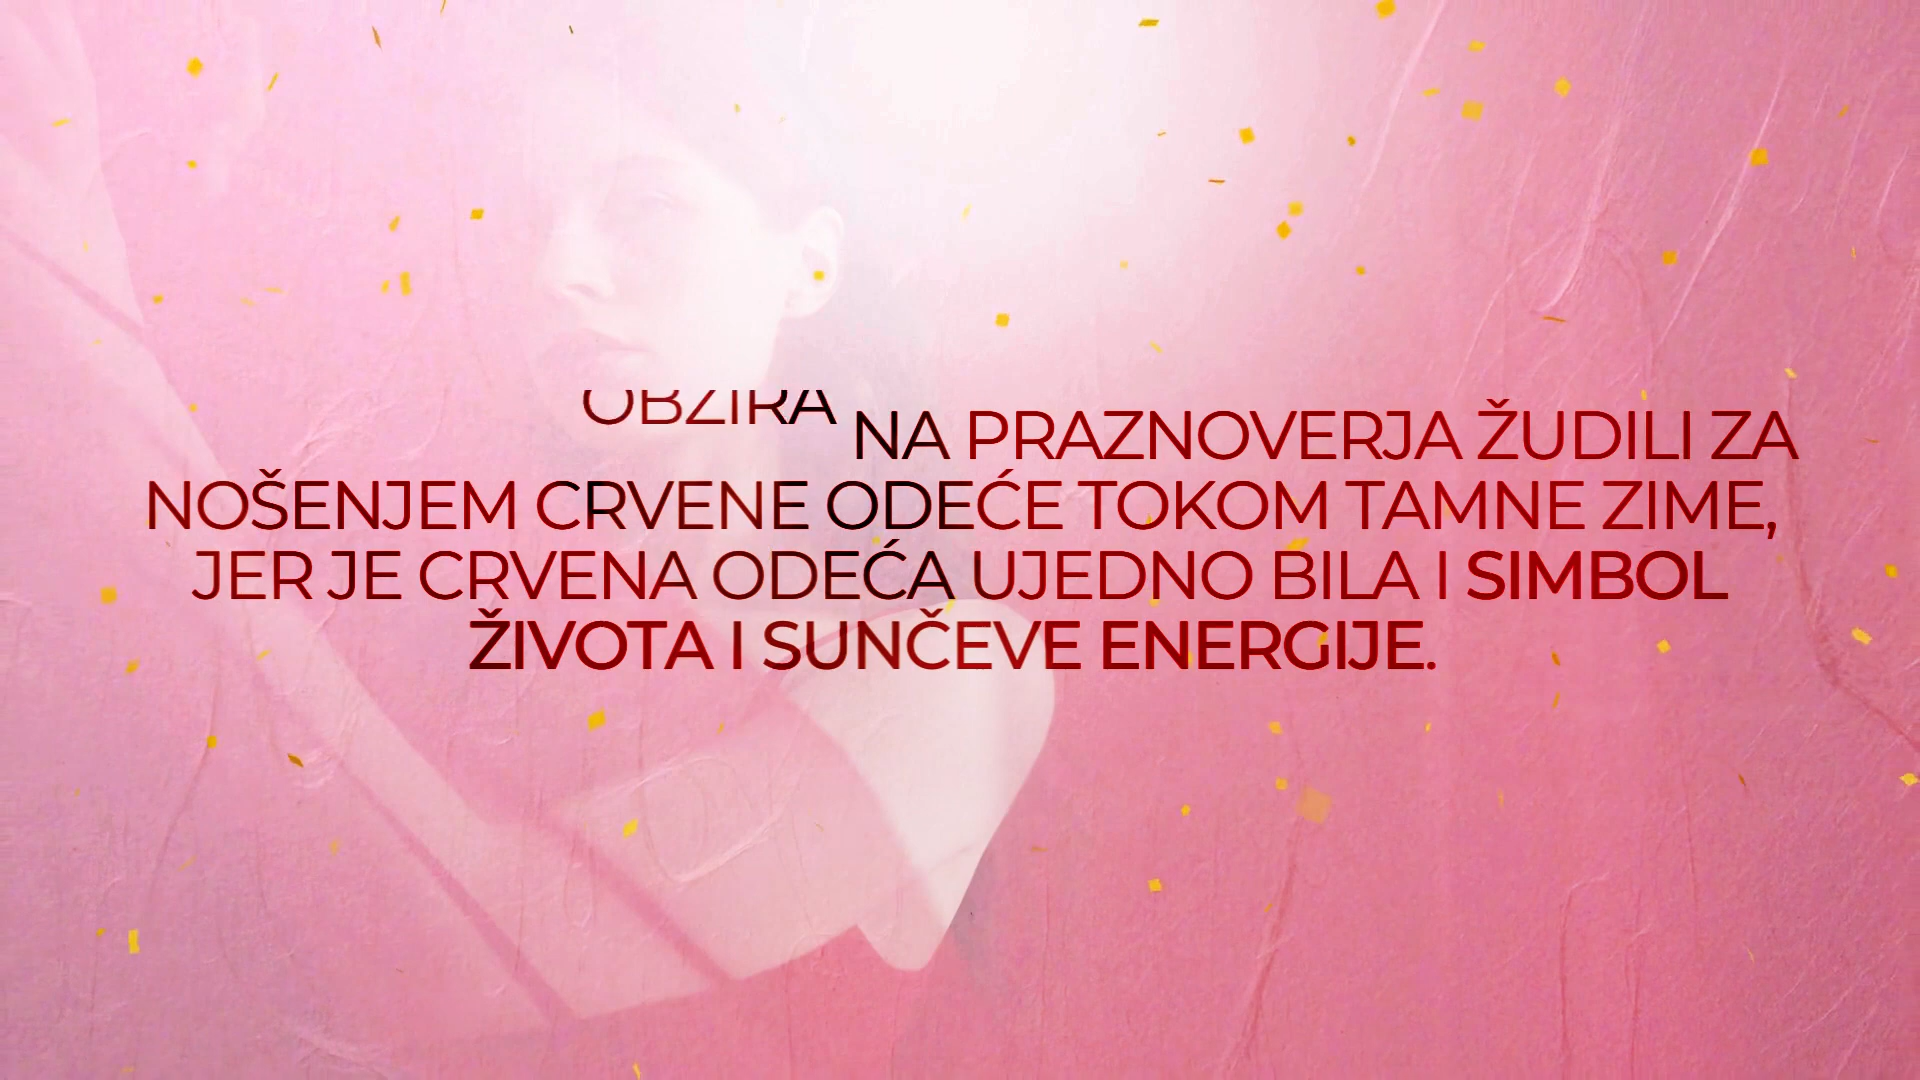 OBZIRA NA PRAZNOVERJA ŽUDILI ZA
NOŠENJEM CRVENE ODEĆE TOKOM TAMNE ZIME,
JER JE CRVENA ODEĆA UJEDNO BILA I SIMBOL
ŽIVOTA I SUNČEVE ENERGIJE.